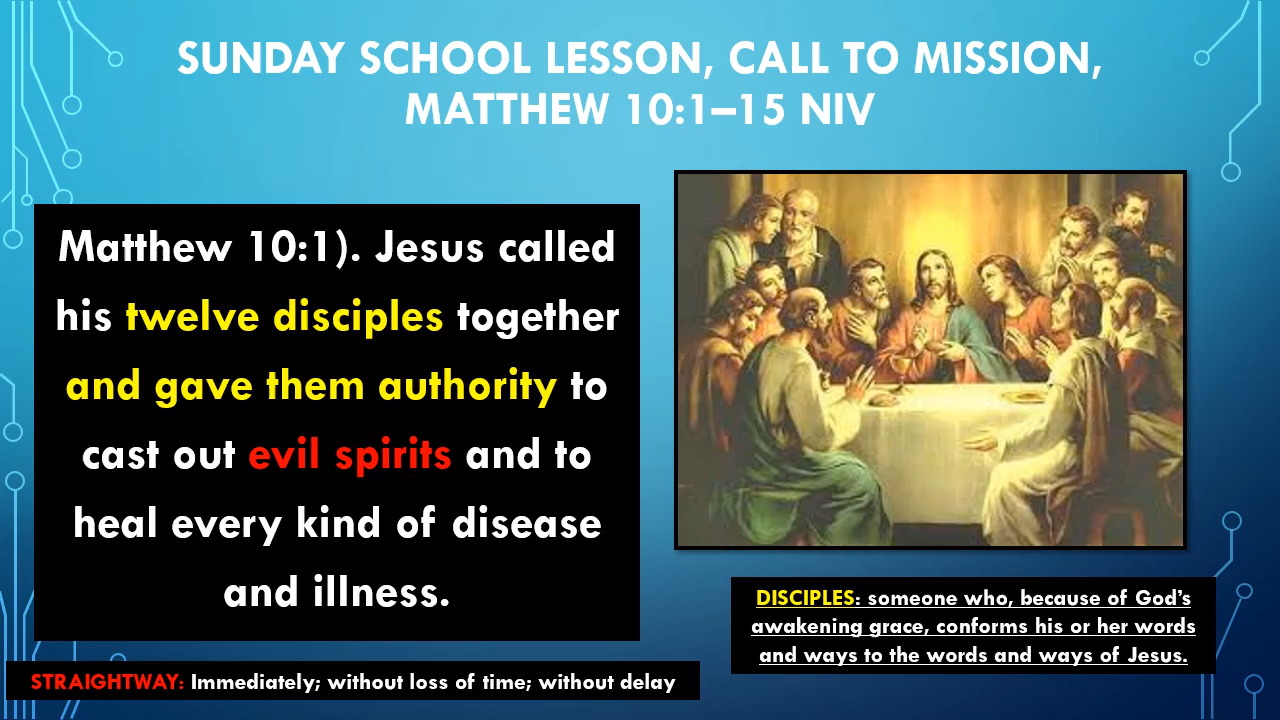 SUNDAY SCHOOL LESSON, CALL TO MISSION,
MATTHEW 10:1–15 NIV
Matthew 10:1). Jesus called
his twelve disciples together
and gave them authority to
cast out evil spirits and to
heal every kind of disease
and illness.
DISCIPLES: someone who, because of God’s
awakening grace, conforms his or her words
and ways to the words and ways of Jesus.
STRAIGHTWAY: Immediately; without loss of time; without delay